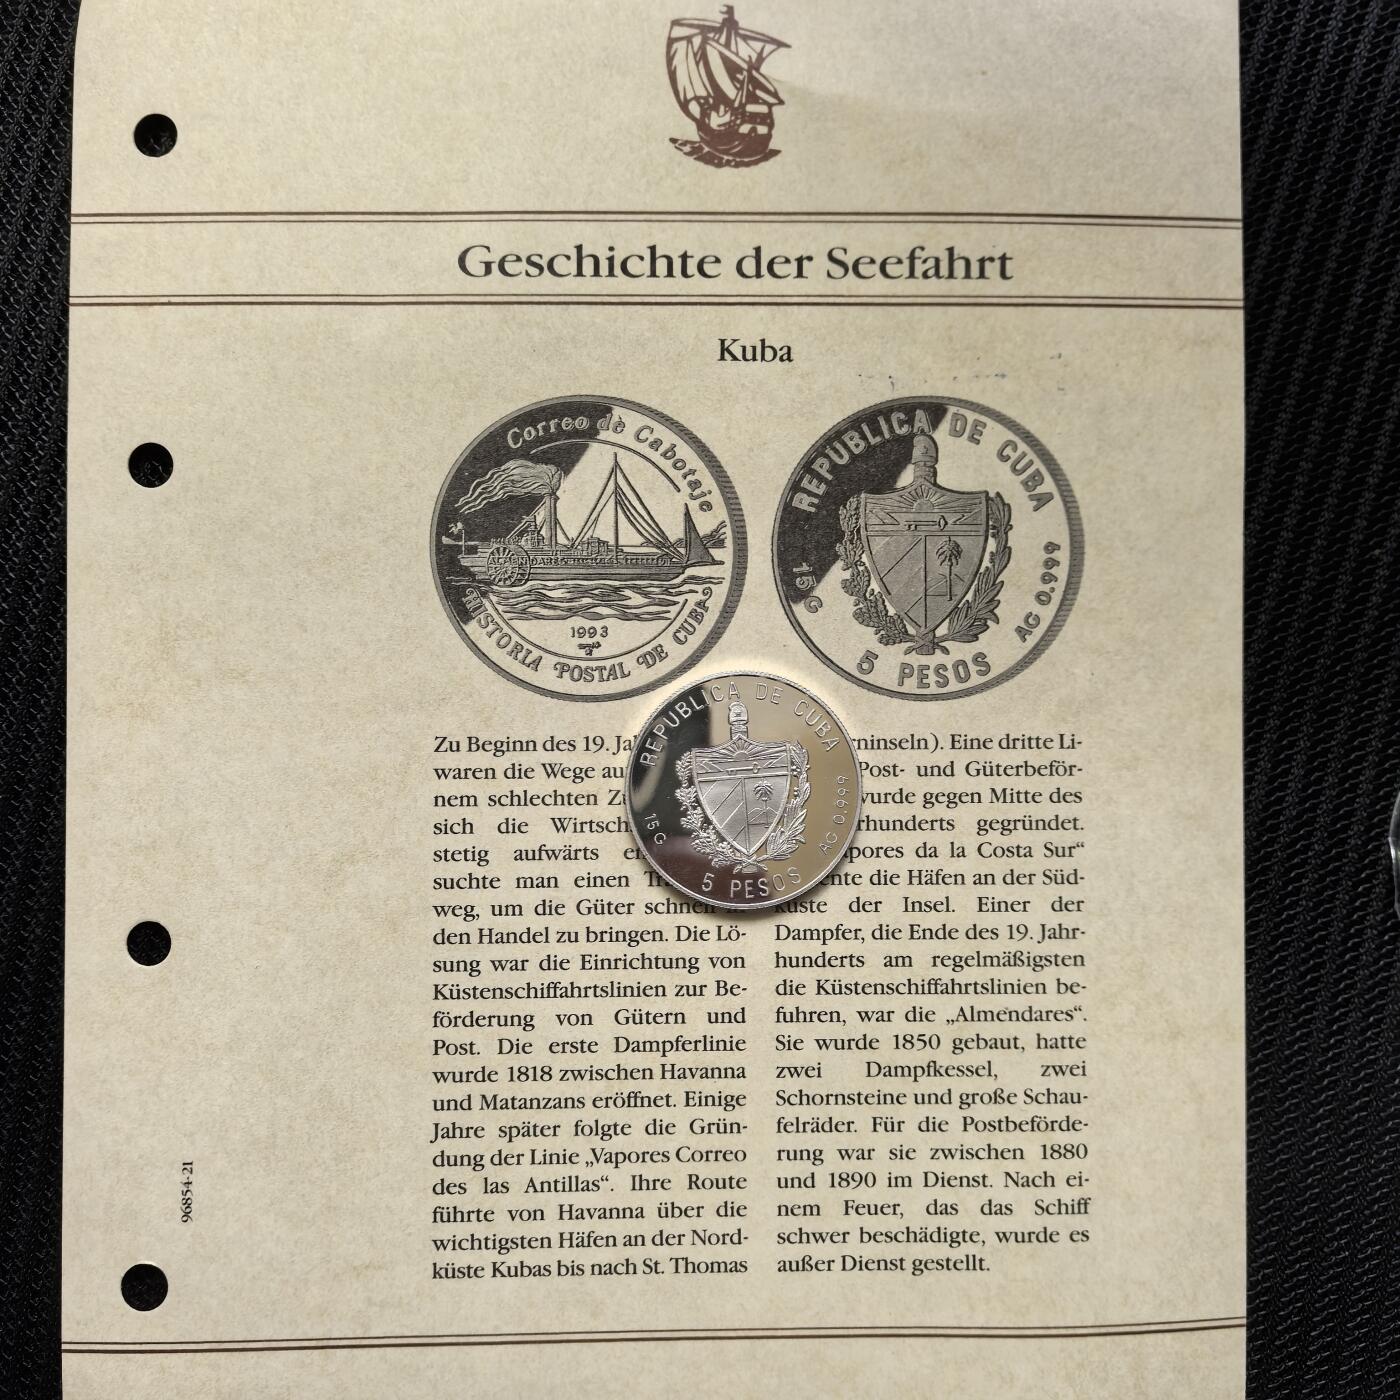 Geschichte der Seefahrt
Kuba
Correo de Cabotaje
HISTORIA POSTAL DE CUBA
1993
REPUBLICA DE CUBA
15 G
AG 0.999
5 PESOS
REPUBLICA DE CUBA
15 G
AG 0.999
5 PESOS
Zu Beginn des 19.
waren die Wege
nem schlechten
sich die
stetig aufwärts
suchte man einen
weg, um die Güter schnell in
den Handel zu bringen. Die Lö-
sung war die Einrichtung von
Küstenschiffahrtslinien zur Be-
förderung von Gütern und
Post. Die erste Dampferlinie
wurde 1818 zwischen Havanna
und Matanzans eröffnet. Einige
Jahre später folgte die Grün-
dung der Linie „Vapores Correo
des las Antillas“. Ihre Route
führte von Havanna über die
wichtigsten Häfen an der Nord-
küste Kubas bis nach St. Thomas
Eine dritte Li-
Post- und Güterbeför-
wurde gegen Mitte des
gegründet.
da la Costa Sur“
die Häfen an der Süd-
küste der Insel. Einer der
Dampfer, die Ende des 19. Jahr-
hunderts am regelmäßigsten
die Küstenschiffahrtslinien be-
fuhren, war die „Almendares“.
Sie wurde 1850 gebaut, hatte
zwei Dampfkessel, zwei
Schornsteine und große Schau-
felräder. Für die Postbeförde-
rung war sie zwischen 1880
und 1890 im Dienst. Nach ei-
nem Feuer, das das Schiff
schwer beschädigte, wurde es
außer Dienst gestellt.
96854-21